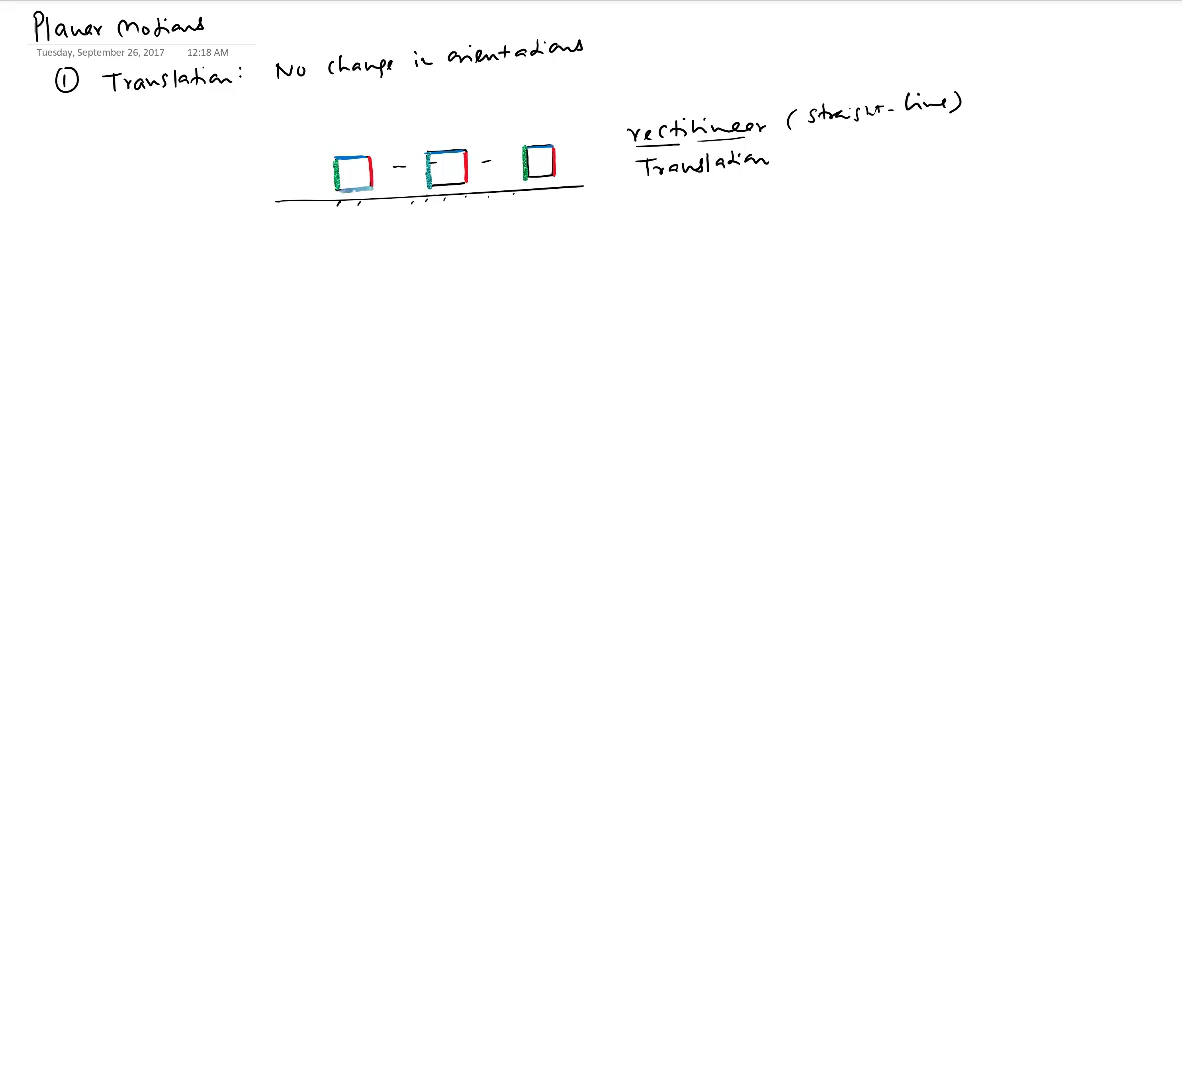 Planar Motions
Tuesday, September 26, 2017 12:18 AM
① Translation: No change in orientations
rectilinear (straight-line)
Translation